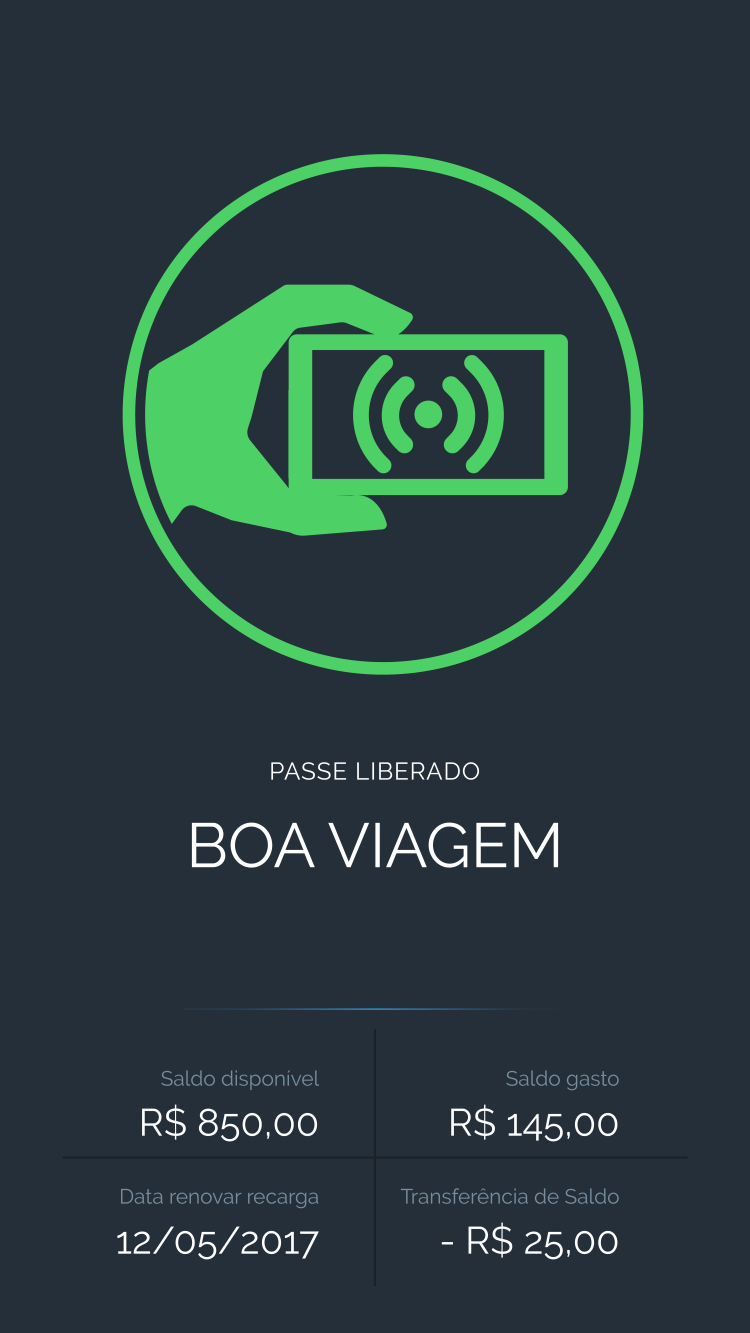 PASSE LIBERADO
BOA VIAGEM
Saldo disponível
R$ 850,00
Saldo gasto
R$ 145,00
Data renovar recarga
12/05/2017
Transferência de Saldo
- R$ 25,00